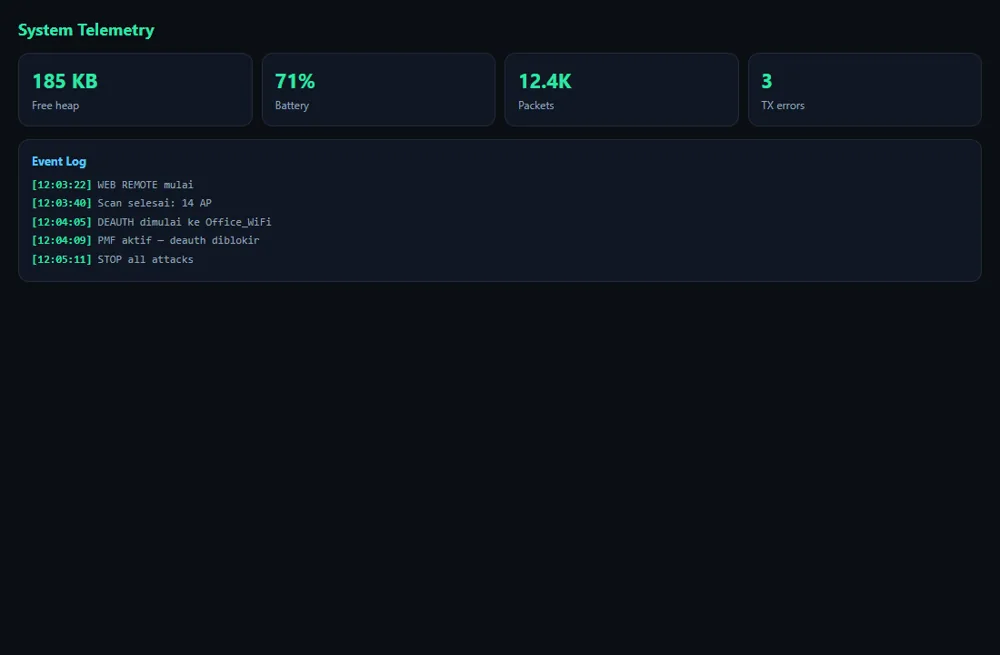 System Telemetry
185 KB
Free heap
71%
Battery
12.4K
Packets
3
TX errors
Event Log
[12:03:22] WEB REMOTE mulai
[12:03:40] Scan selesai: 14 AP
[12:04:05] DEAUTH dimulai ke Office_WiFi
[12:04:09] PMF aktif — deauth diblokir
[12:05:11] STOP all attacks